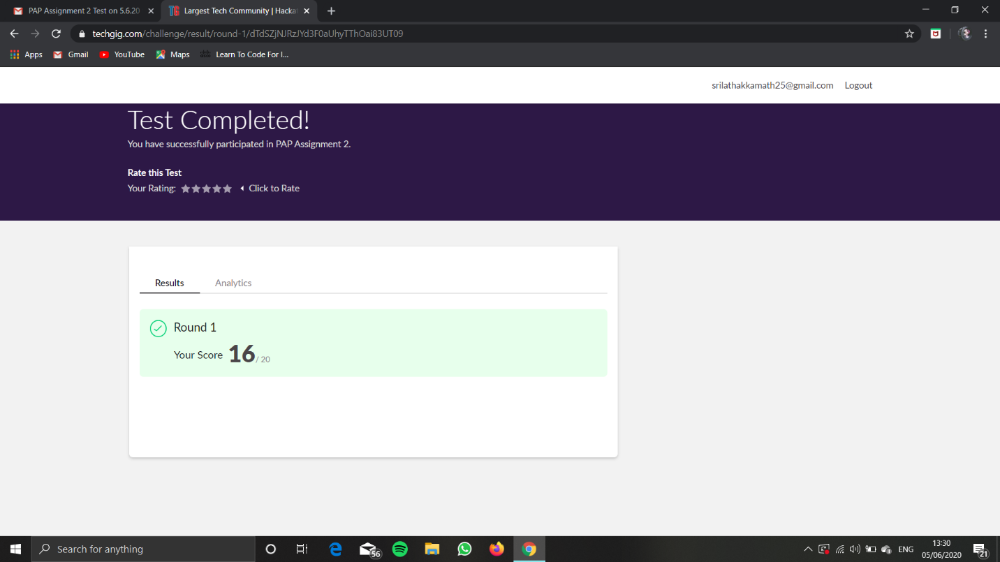 PAP Assignment 2 Test on 5.6.20
Largest Tech Community | Hacka
techgig.com/challenge/result/round-1/dTdSZjNJRzJYd3F0aUhyTThOai83UT09
Apps Gmail YouTube Maps Learn To Code For I...
srilathakkamath25@gmail.com Logout
Test Completed!
You have successfully participated in PAP Assignment 2.
Rate this Test
Your Rating: Click to Rate
Results Analytics
Round 1
Your Score 16 / 20
Search for anything
56
ENG
13:30
05/06/2020
21